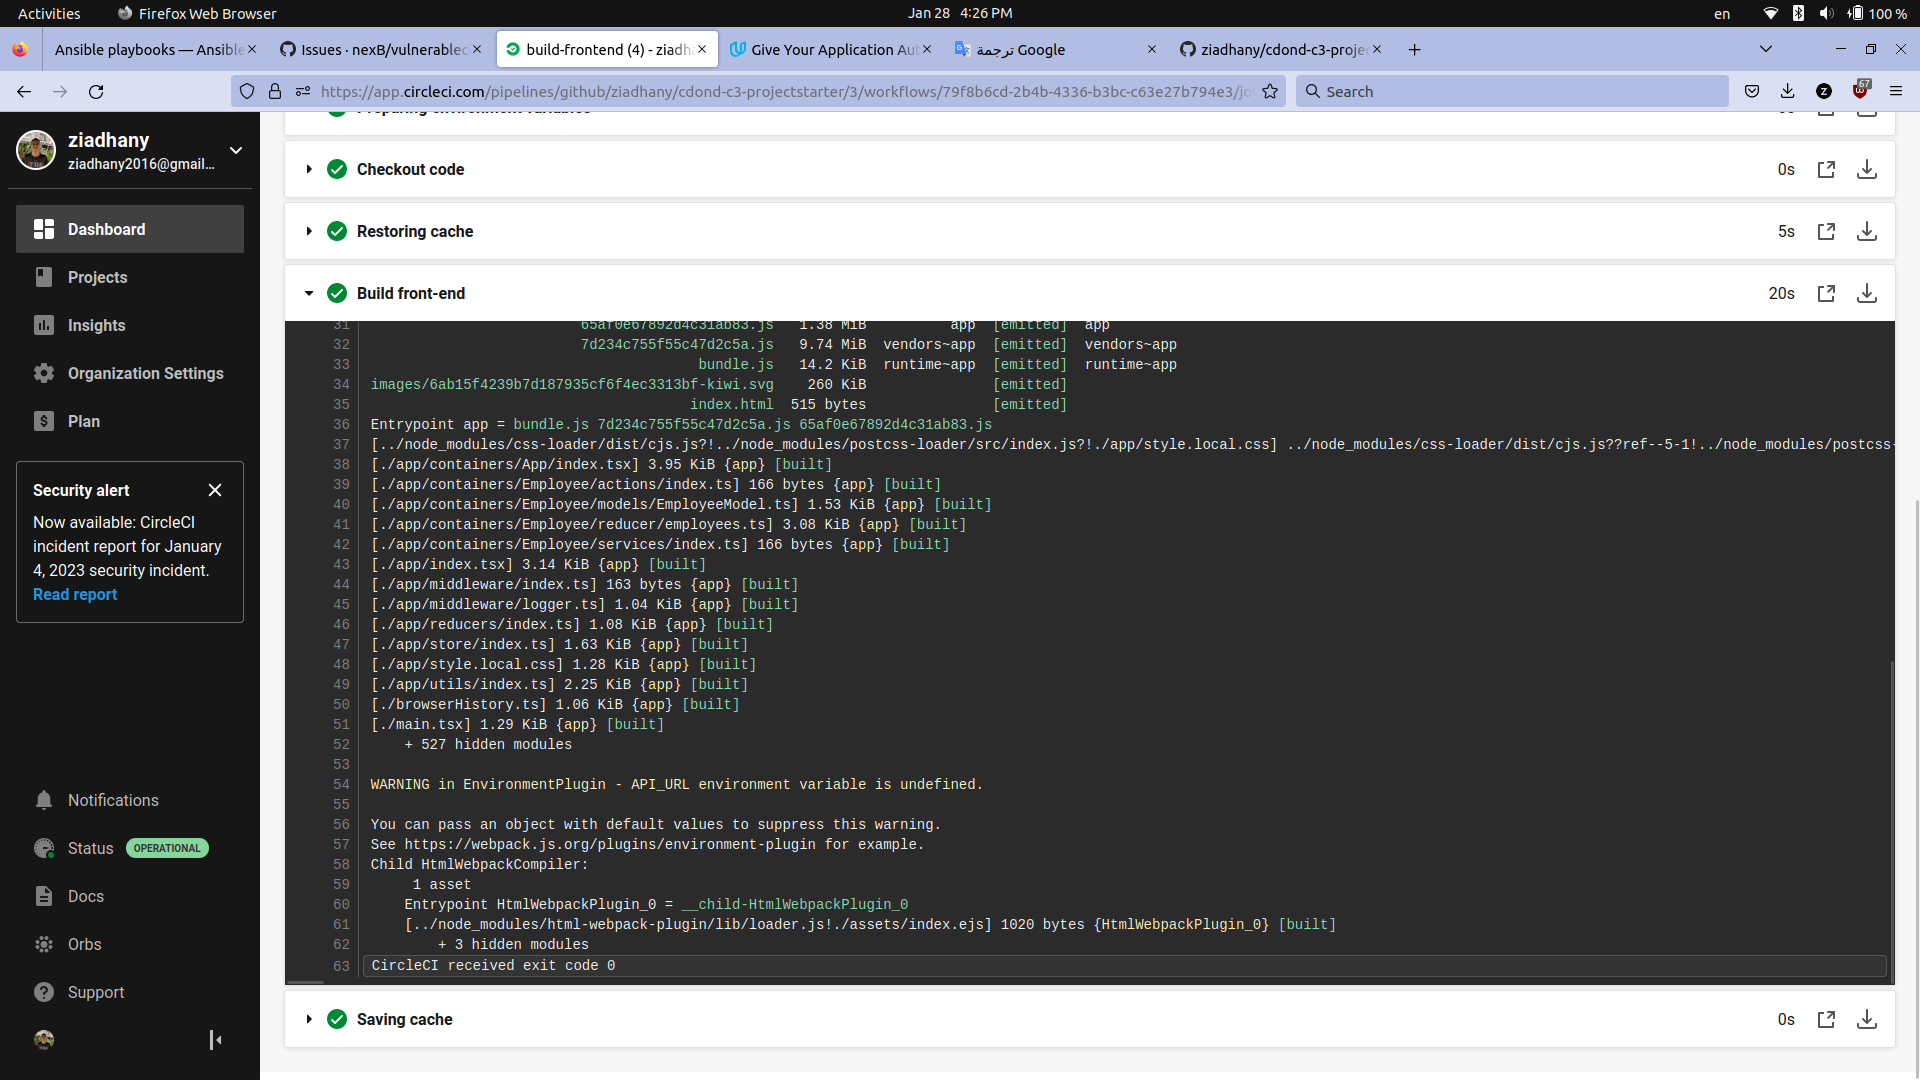 Activities
Firefox Web Browser
Jan 28 4:26 PM
en
100 %
Ansible playbooks — Ansible
Issues · nexB/vulnerablec
build-frontend (4) - ziadh
Give Your Application Aut
ترجمة Google
ziadhany/cdond-c3-projec
https://app.circleci.com/pipelines/github/ziadhany/cdond-c3-projectstarter/3/workflows/79f8b6cd-2b4b-4336-b3bc-c63e27b794e3/jo
Search
67
ziadhany
ziadhany2016@gmail...
Dashboard
Projects
Insights
Organization Settings
Plan
Security alert
Now available: CircleCI
incident report for January
4, 2023 security incident.
Read report
Notifications
Status OPERATIONAL
Docs
Orbs
Support
Preparing environment variables
Checkout code 0s
Restoring cache 5s
Build front-end 20s
31 65af0e67892d4c31ab83.js 1.38 MiB app [emitted] app
32 7d234c755f55c47d2c5a.js 9.74 MiB vendors~app [emitted] vendors~app
33 bundle.js 14.2 KiB runtime~app [emitted] runtime~app
34 images/6ab15f4239b7d187935cf6f4ec3313bf-kiwi.svg 260 KiB [emitted]
35 index.html 515 bytes [emitted]
36 Entrypoint app = bundle.js 7d234c755f55c47d2c5a.js 65af0e67892d4c31ab83.js
37 [../node_modules/css-loader/dist/cjs.js?!../node_modules/postcss-loader/src/index.js?!./app/style.local.css] ../node_modules/css-loader/dist/cjs.js??ref--5-1!../node_modules/postcss-
38 [./app/containers/App/index.tsx] 3.95 KiB {app} [built]
39 [./app/containers/Employee/actions/index.ts] 166 bytes {app} [built]
40 [./app/containers/Employee/models/EmployeeModel.ts] 1.53 KiB {app} [built]
41 [./app/containers/Employee/reducer/employees.ts] 3.08 KiB {app} [built]
42 [./app/containers/Employee/services/index.ts] 166 bytes {app} [built]
43 [./app/index.tsx] 3.14 KiB {app} [built]
44 [./app/middleware/index.ts] 163 bytes {app} [built]
45 [./app/middleware/logger.ts] 1.04 KiB {app} [built]
46 [./app/reducers/index.ts] 1.08 KiB {app} [built]
47 [./app/store/index.ts] 1.63 KiB {app} [built]
48 [./app/style.local.css] 1.28 KiB {app} [built]
49 [./app/utils/index.ts] 2.25 KiB {app} [built]
50 [./browserHistory.ts] 1.06 KiB {app} [built]
51 [./main.tsx] 1.29 KiB {app} [built]
52 + 527 hidden modules
53
54 WARNING in EnvironmentPlugin - API_URL environment variable is undefined.
55
56 You can pass an object with default values to suppress this warning.
57 See https://webpack.js.org/plugins/environment-plugin for example.
58 Child HtmlWebpackCompiler:
59 1 asset
60 Entrypoint HtmlWebpackPlugin_0 = __child-HtmlWebpackPlugin_0
61 [../node_modules/html-webpack-plugin/lib/loader.js!./assets/index.ejs] 1020 bytes {HtmlWebpackPlugin_0} [built]
62 + 3 hidden modules
63 CircleCI received exit code 0
Saving cache 0s